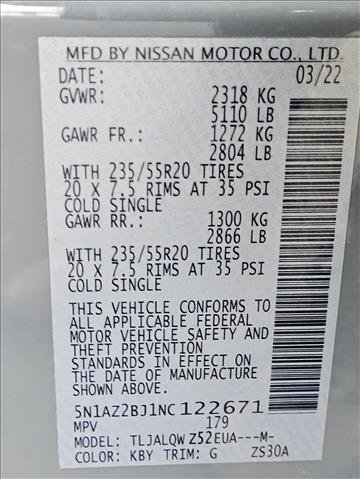 MFD BY NISSAN MOTOR CO., LTD.
DATE: 03/22
GVWR: 2318 KG
5110 LB
GAWR FR.: 1272 KG
2804 LB
WITH 235/55R20 TIRES
20 X 7.5 RIMS AT 35 PSI
COLD SINGLE
GAWR RR.: 1300 KG
2866 LB
WITH 235/55R20 TIRES
20 X 7.5 RIMS AT 35 PSI
COLD SINGLE
THIS VEHICLE CONFORMS TO
ALL APPLICABLE FEDERAL
MOTOR VEHICLE SAFETY AND
THEFT PREVENTION
STANDARDS IN EFFECT ON
THE DATE OF MANUFACTURE
SHOWN ABOVE.
5N1AZ2BJ1NC122671
MPV 179
MODEL: TLJALQW Z52EUA---M-
COLOR: KBY TRIM: G ZS30A